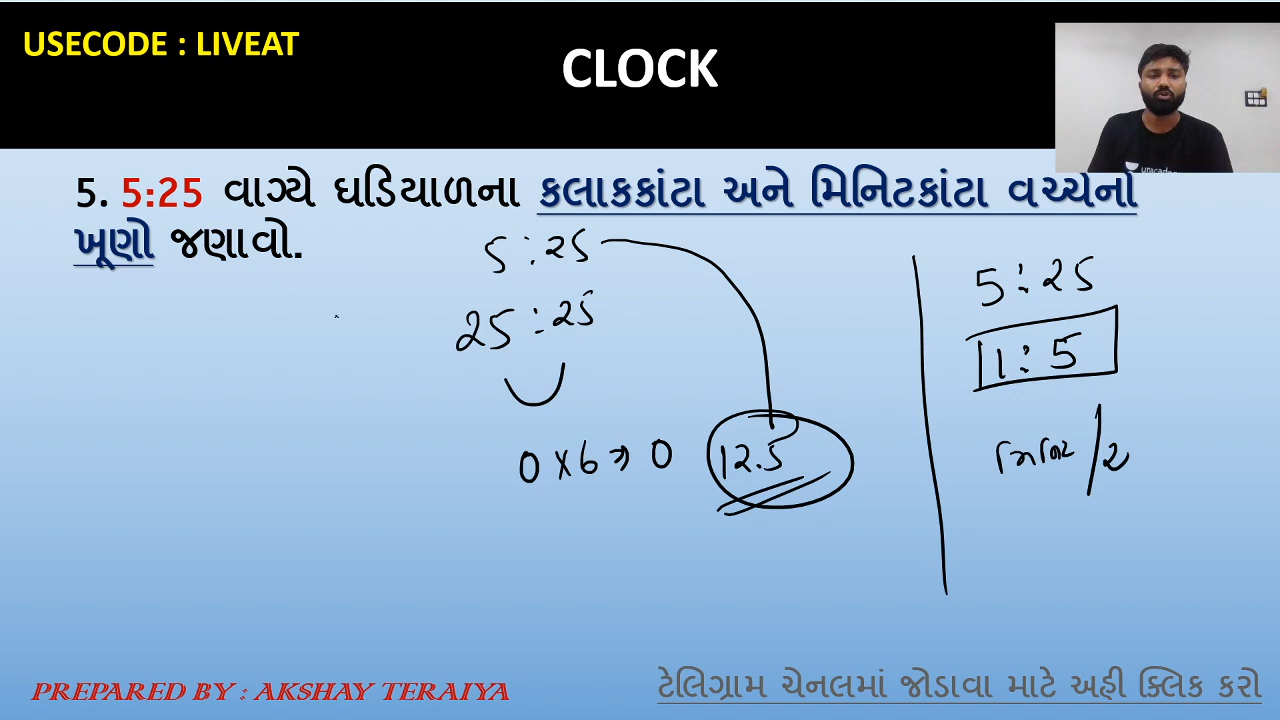 USECODE : LIVEAT
CLOCK
5. 5:25 વાગ્યે ઘડિયાળના કલાકકાંટા અને મિનિટકાંટા વચ્ચેનો
ખૂણો જણાવો.
5:25
25:25
0 x 6 => 0 12.5
5:25
1:5
/2
PREPARED BY : AKSHAY TERAIYA
ટેલિગ્રામ ચેનલમાં જોડાવા માટે અહી ક્લિક કરો